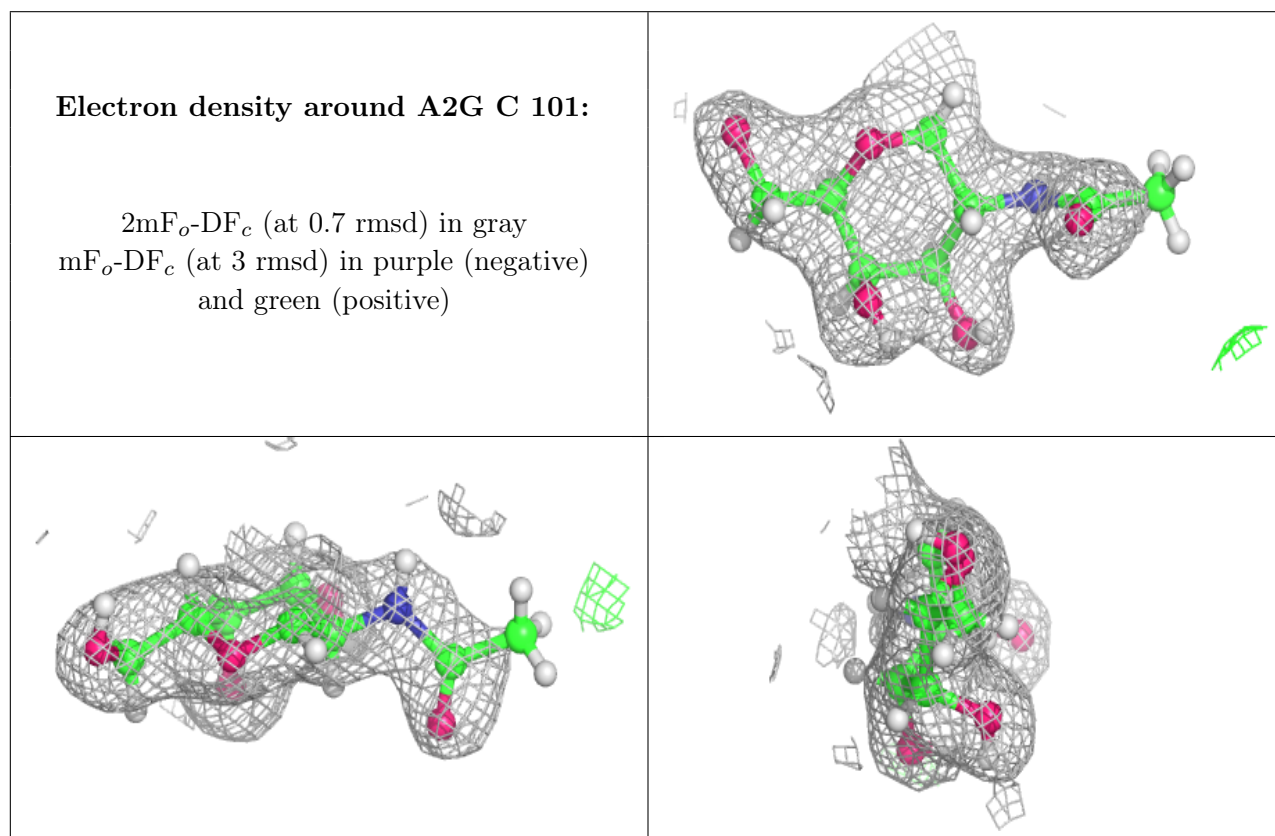 Electron density around A2G C 101:
2mFₒ-DF𝑐 (at 0.7 rmsd) in gray
mFₒ-DF𝑐 (at 3 rmsd) in purple (negative)
and green (positive)